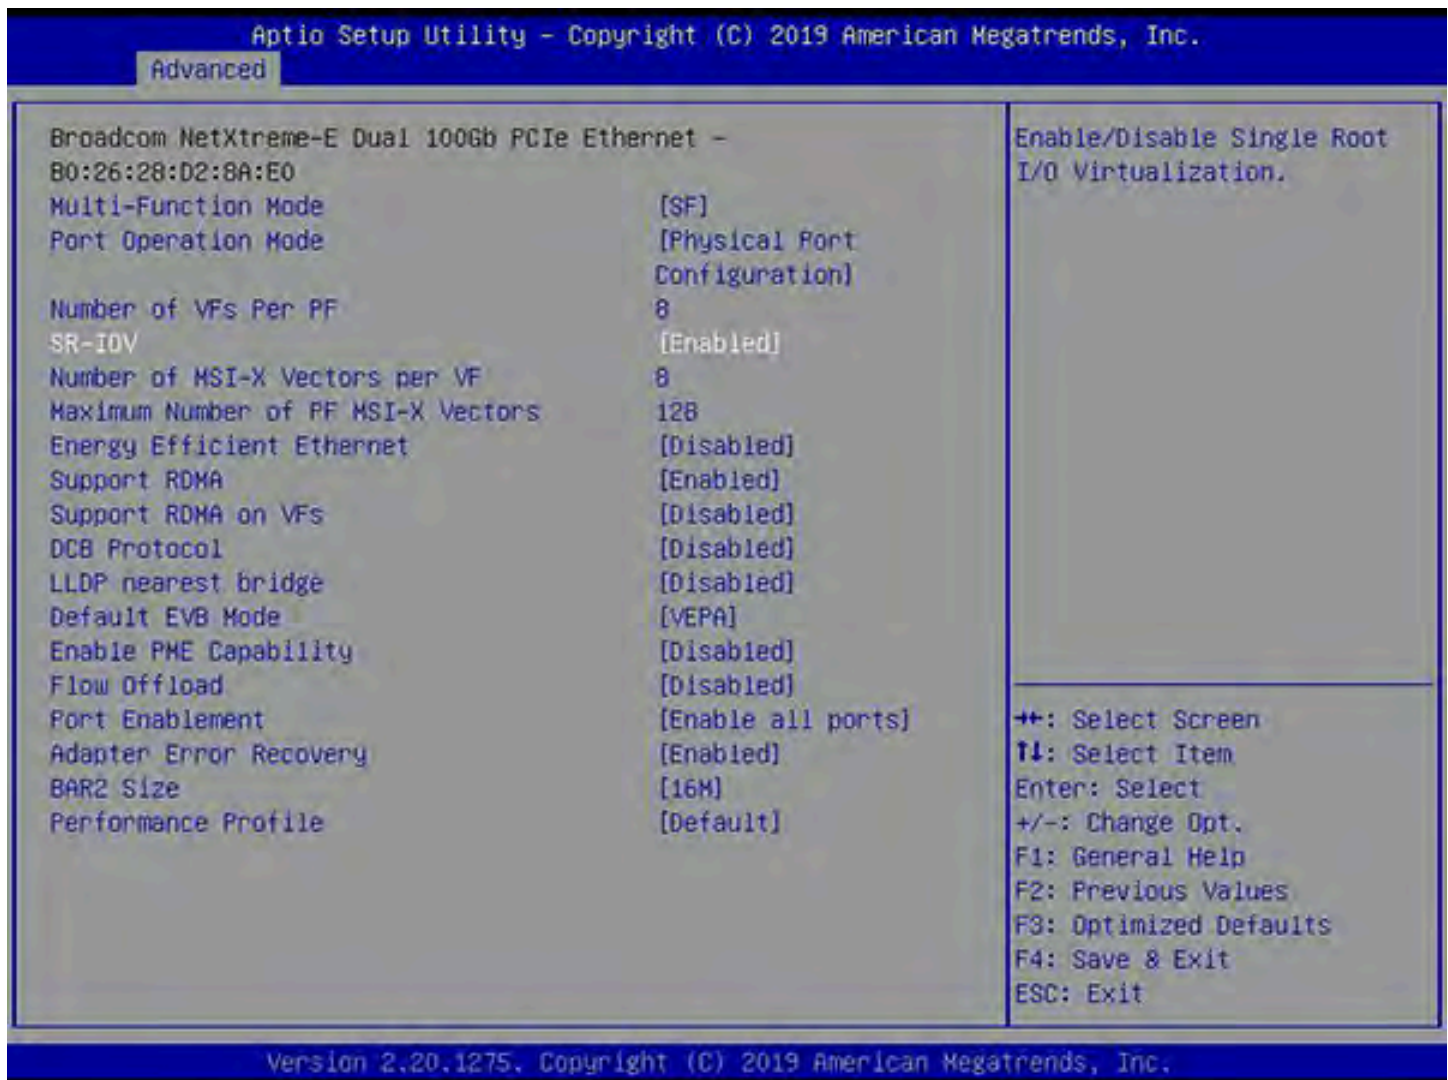 Aptio Setup Utility – Copyright (C) 2019 American Megatrends, Inc.
Advanced
Broadcom NetXtreme-E Dual 100Gb PCIe Ethernet –
B0:26:28:D2:8A:E0
Multi-Function Mode [SF]
Port Operation Mode [Physical Port
Configuration]
Number of VFs Per PF 8
SR-IOV [Enabled]
Number of MSI-X Vectors per VF 8
Maximum Number of PF MSI-X Vectors 128
Energy Efficient Ethernet [Disabled]
Support RDMA [Enabled]
Support RDMA on VFs [Disabled]
DCB Protocol [Disabled]
LLDP nearest bridge [Disabled]
Default EVB Mode [VEPA]
Enable PME Capability [Disabled]
Flow Offload [Disabled]
Port Enablement [Enable all ports]
Adapter Error Recovery [Enabled]
BAR2 Size [16M]
Performance Profile [Default]
Enable/Disable Single Root
I/O Virtualization.
→←: Select Screen
↑↓: Select Item
Enter: Select
+/-: Change Opt.
F1: General Help
F2: Previous Values
F3: Optimized Defaults
F4: Save & Exit
ESC: Exit
Version 2.20.1275. Copyright (C) 2019 American Megatrends, Inc.